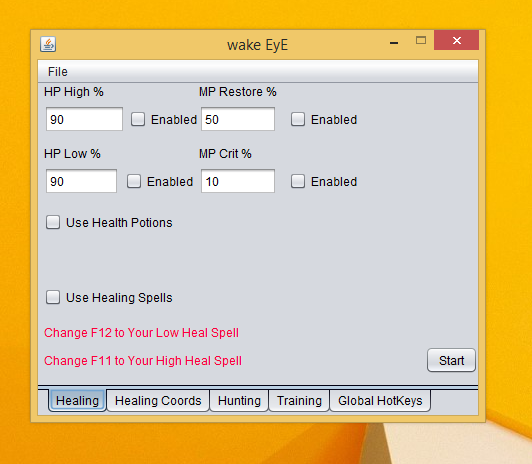 wake EyE
File
HP High % MP Restore %
90 Enabled 50 Enabled
HP Low % MP Crit %
90 Enabled 10 Enabled
Use Health Potions
Use Healing Spells
Change F12 to Your Low Heal Spell
Change F11 to Your High Heal Spell Start
Healing Healing Coords Hunting Training Global HotKeys